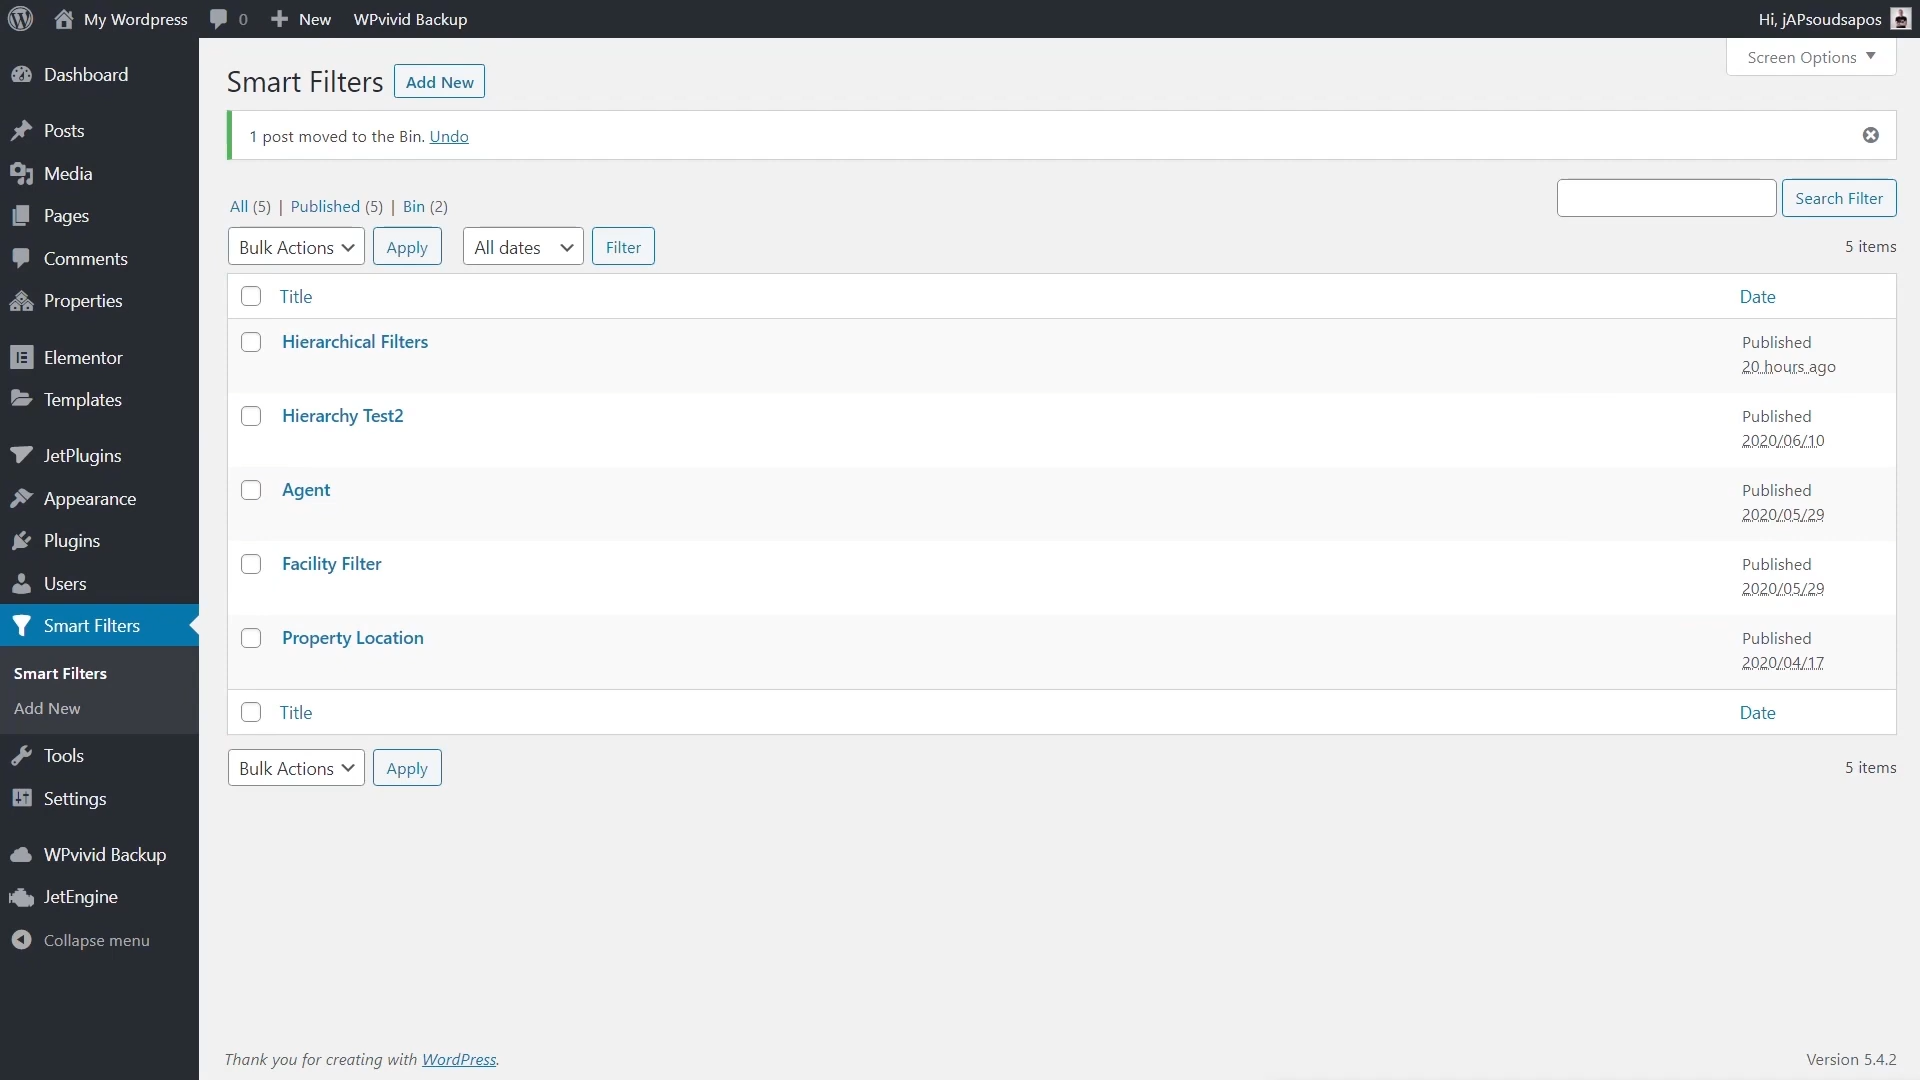 My Wordpress 0 New WPvivid Backup Hi, jAPsoudsapos
Screen Options
Dashboard
Posts
Media
Pages
Comments
Properties
Elementor
Templates
JetPlugins
Appearance
Plugins
Users
Smart Filters
Smart Filters
Add New
Tools
Settings
WPvivid Backup
JetEngine
Collapse menu
Smart Filters Add New
1 post moved to the Bin. Undo
All (5) | Published (5) | Bin (2)
Search Filter
Bulk Actions Apply All dates Filter 5 items
Title Date
Hierarchical Filters Published
20 hours ago
Hierarchy Test2 Published
2020/06/10
Agent Published
2020/05/29
Facility Filter Published
2020/05/29
Property Location Published
2020/04/17
Title Date
Bulk Actions Apply 5 items
Thank you for creating with WordPress. Version 5.4.2